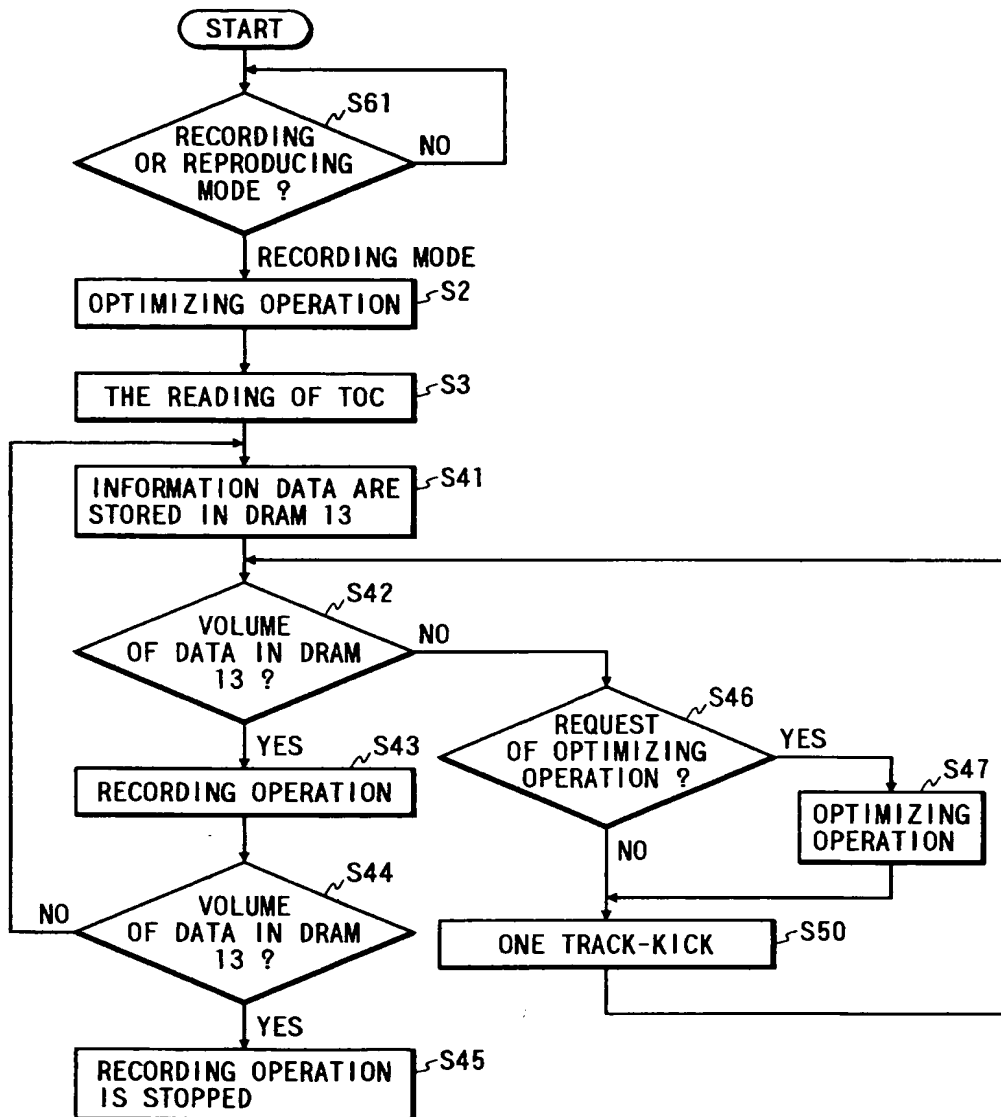 START
S61
RECORDING
OR REPRODUCING
MODE ?
NO
RECORDING MODE
OPTIMIZING OPERATION
S2
THE READING OF TOC
S3
INFORMATION DATA ARE
STORED IN DRAM 13
S41
S42
VOLUME
OF DATA IN DRAM
13 ?
NO
YES
S46
REQUEST
OF OPTIMIZING
OPERATION ?
YES
NO
S47
OPTIMIZING
OPERATION
S43
RECORDING OPERATION
S44
VOLUME
OF DATA IN DRAM
13 ?
NO
YES
ONE TRACK-KICK
S50
RECORDING OPERATION
IS STOPPED
S45